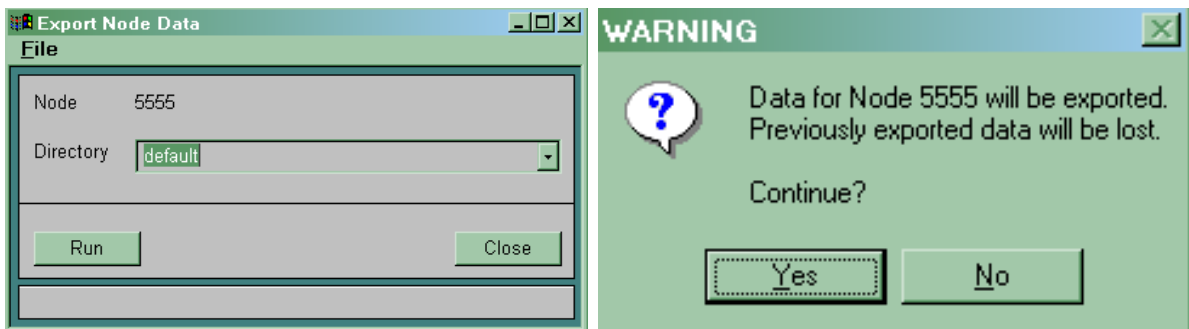 Export Node Data
File
Node 5555
Directory default
Run Close
WARNING
Data for Node 5555 will be exported.
Previously exported data will be lost.
Continue?
Yes No